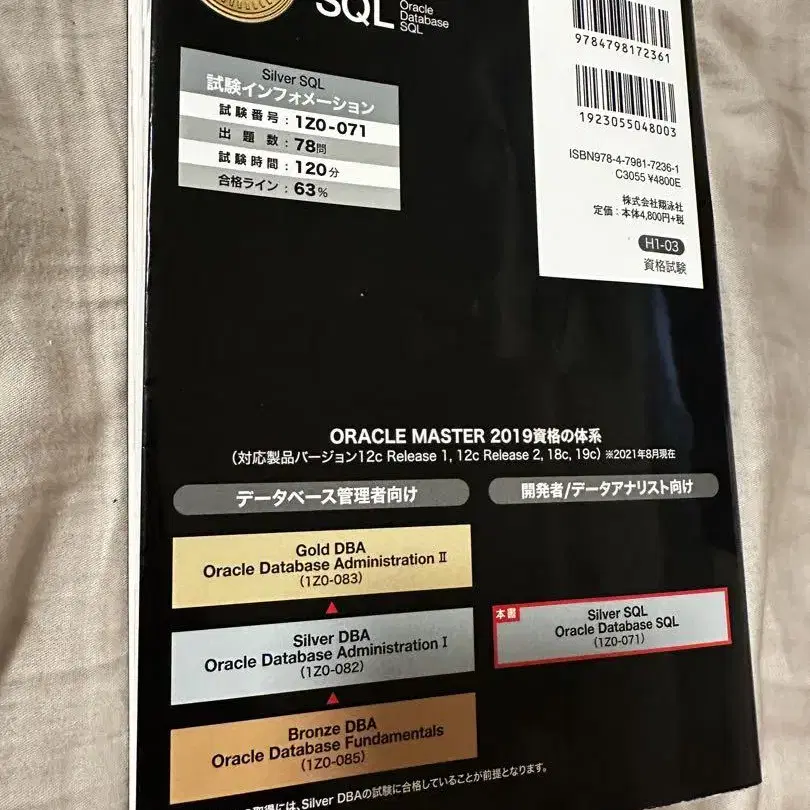 SQL
Oracle
Database
SQL
9784798172361
1923055048003
ISBN978-4-7981-7236-1
C3055 ¥4800E
株式会社翔泳社
定価：本体4,800円+税
H1-03
資格試験
Silver SQL
試験インフォメーション
試験番号：1Z0-071
出題数：78問
試験時間：120分
合格ライン：63%
ORACLE MASTER 2019資格の体系
（対応製品バージョン12c Release 1, 12c Release 2, 18c, 19c）※2021年8月現在
データベース管理者向け
開発者/データアナリスト向け
Gold DBA
Oracle Database Administration Ⅱ
（1Z0-083）
Silver DBA
Oracle Database Administration Ⅰ
（1Z0-082）
Bronze DBA
Oracle Database Fundamentals
（1Z0-085）
本書
Silver SQL
Oracle Database SQL
（1Z0-071）
取得には、Silver DBAの試験に合格していることが前提となります。